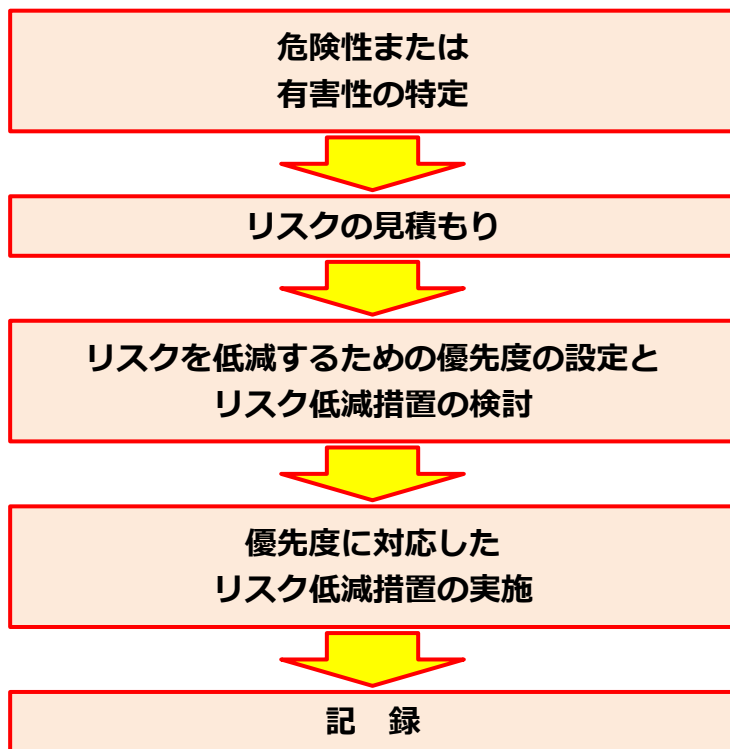 危険性または
有害性の特定
リスクの見積もり
リスクを低減するための優先度の設定と
リスク低減措置の検討
優先度に対応した
リスク低減措置の実施
記　録